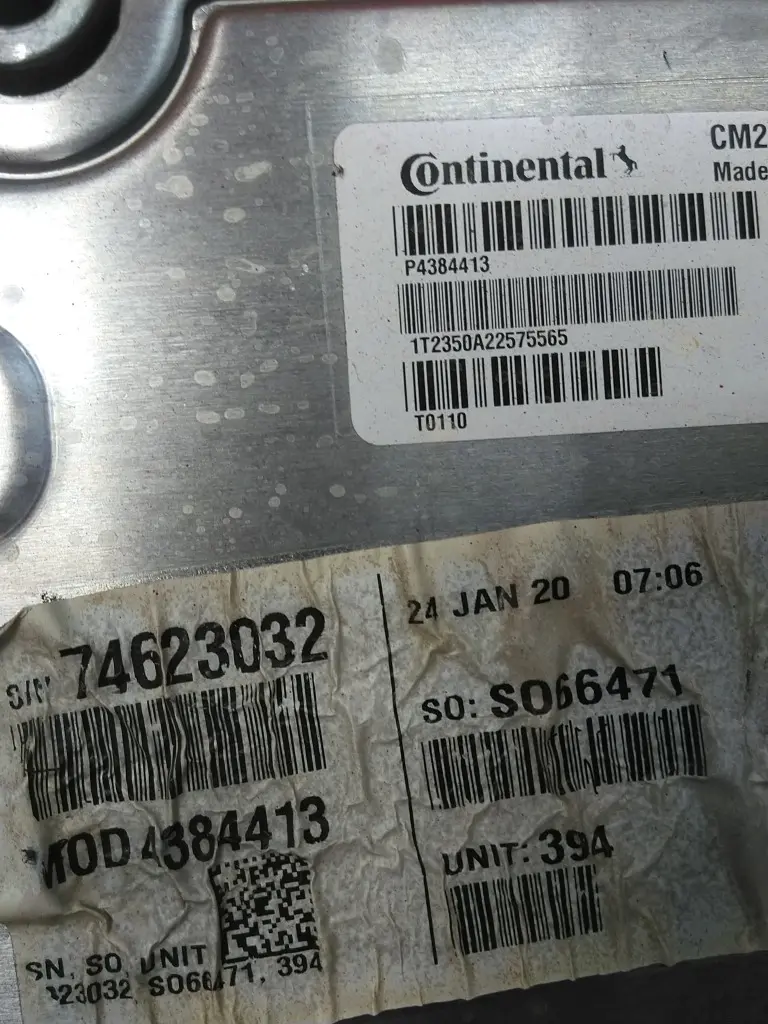 Continental
CM2
Made
P4384413
1T2350A22575565
T0110
24 JAN 20 07:06
S/N 74623032
SO: SO66471
MOD 4384413
UNIT: 394
SN, SO, UNIT
23032, SO66471, 394